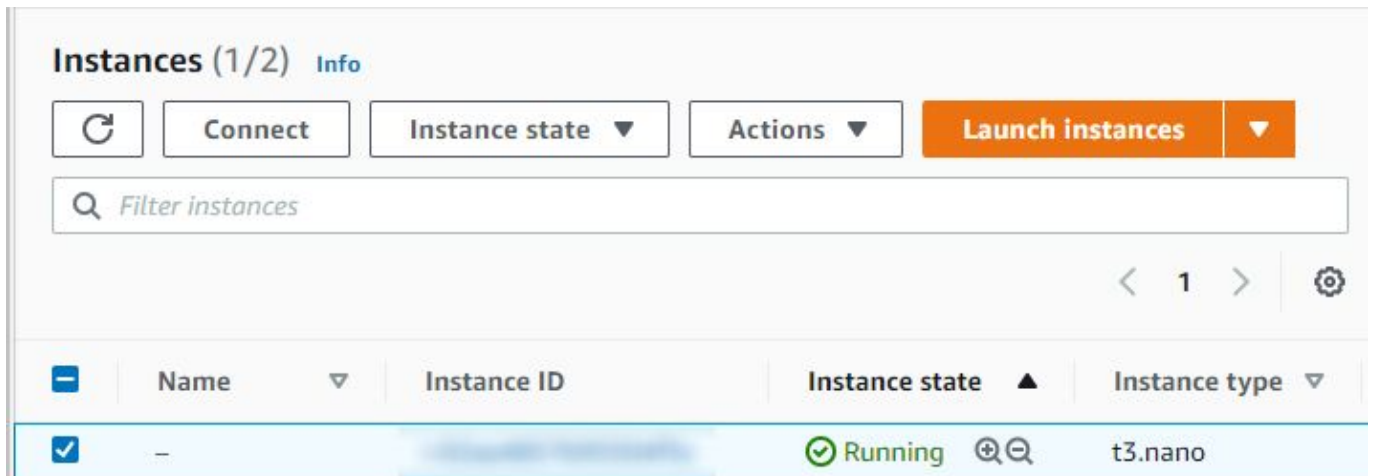 Instances (1/2) Info
Connect Instance state Actions Launch instances
Filter instances
1
Name Instance ID Instance state Instance type
– Running t3.nano